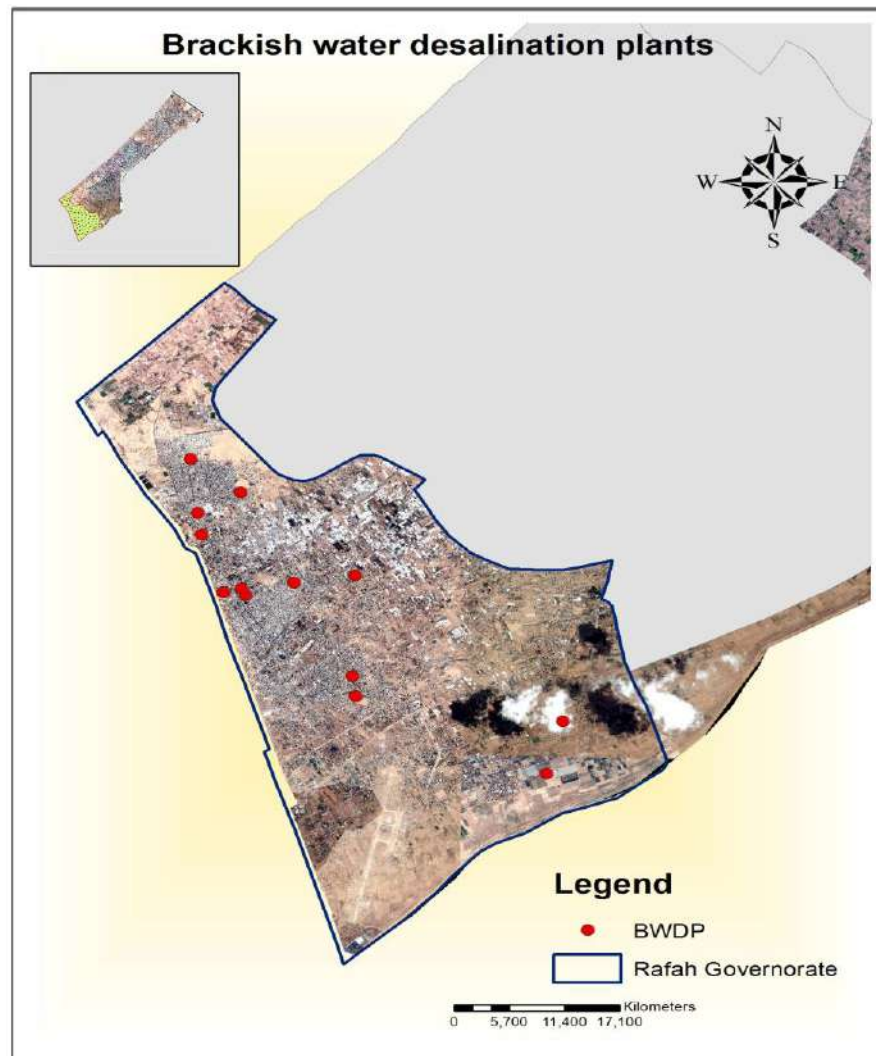 Brackish water desalination plants
N
W
E
S
Legend
BWDP
Rafah Governorate
Kilometers
0 5,700 11,400 17,100